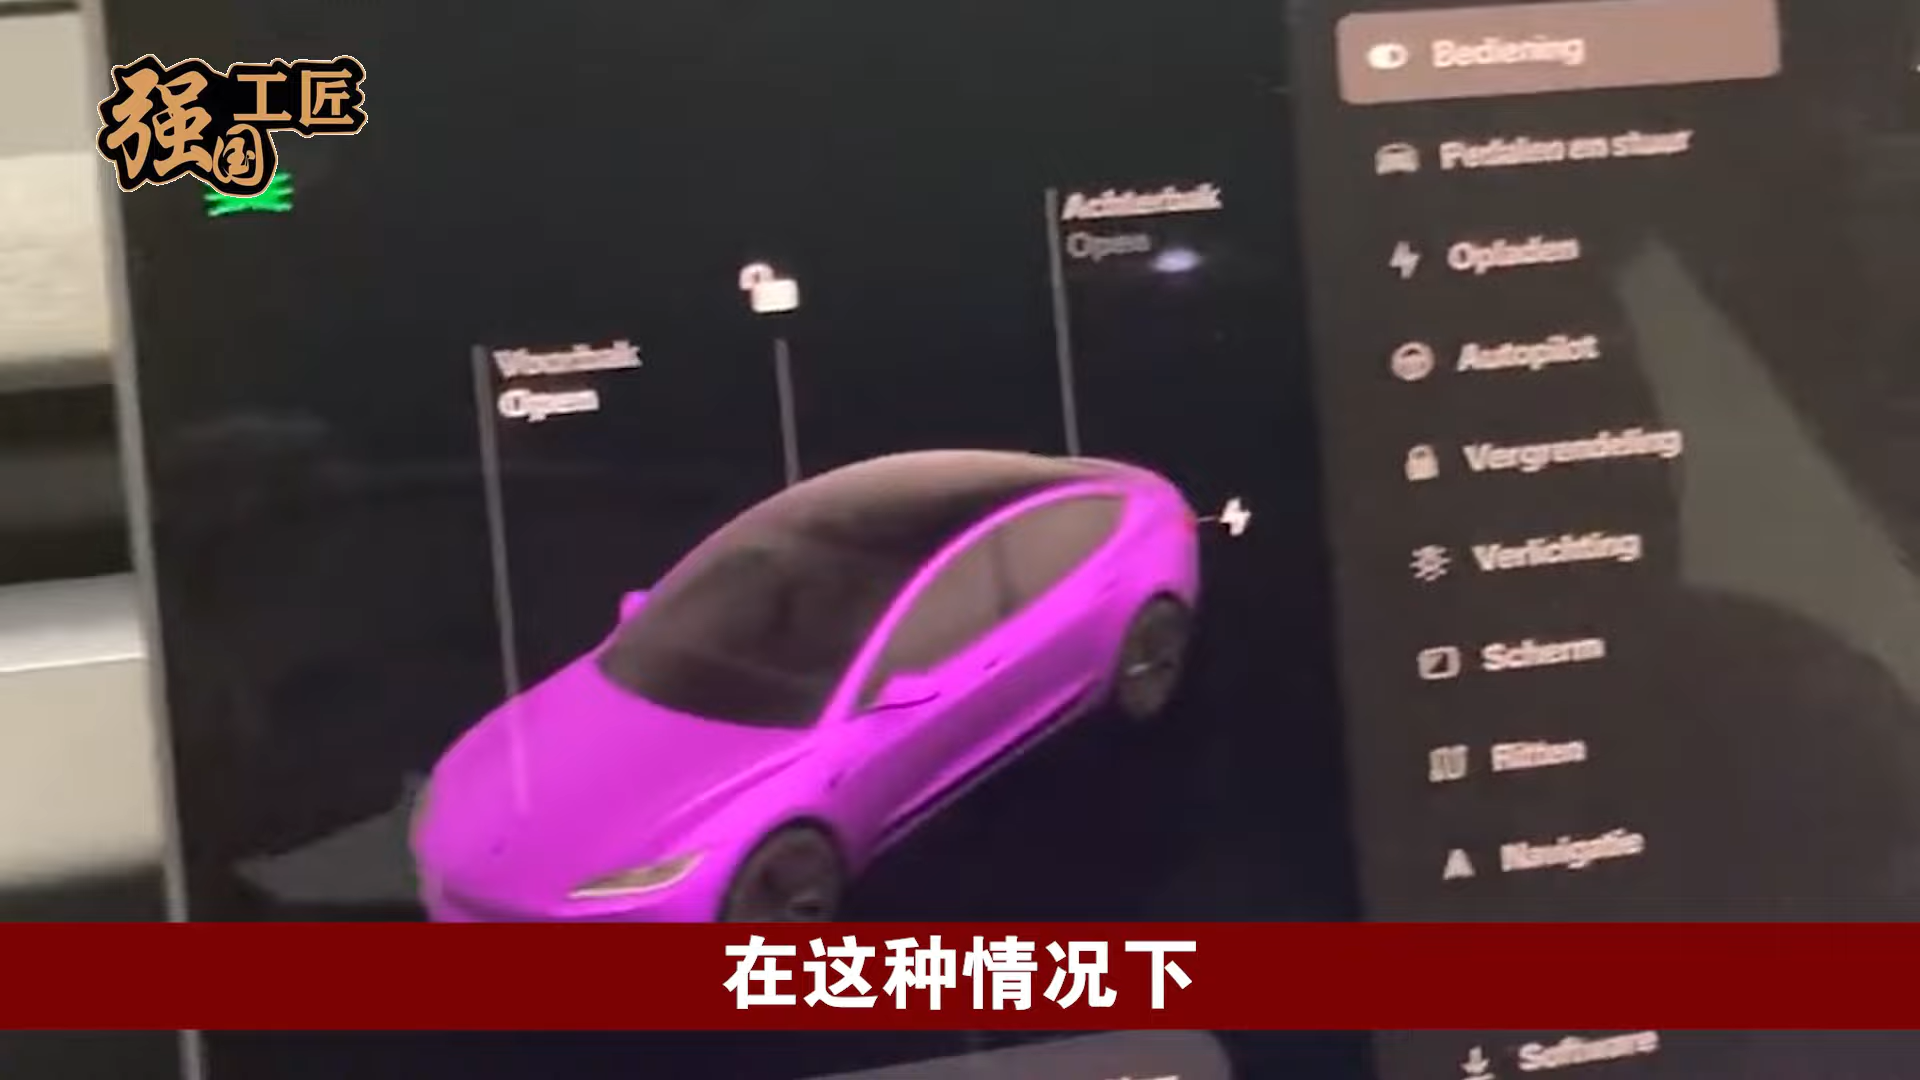 强国工匠
Bediening
Pedalen en stuur
Achterbak
Open
Opladen
Voorbak
Open
Autopilot
Vergrendeling
Verlichting
Scherm
Ritten
Navigatie
在这种情况下
Software